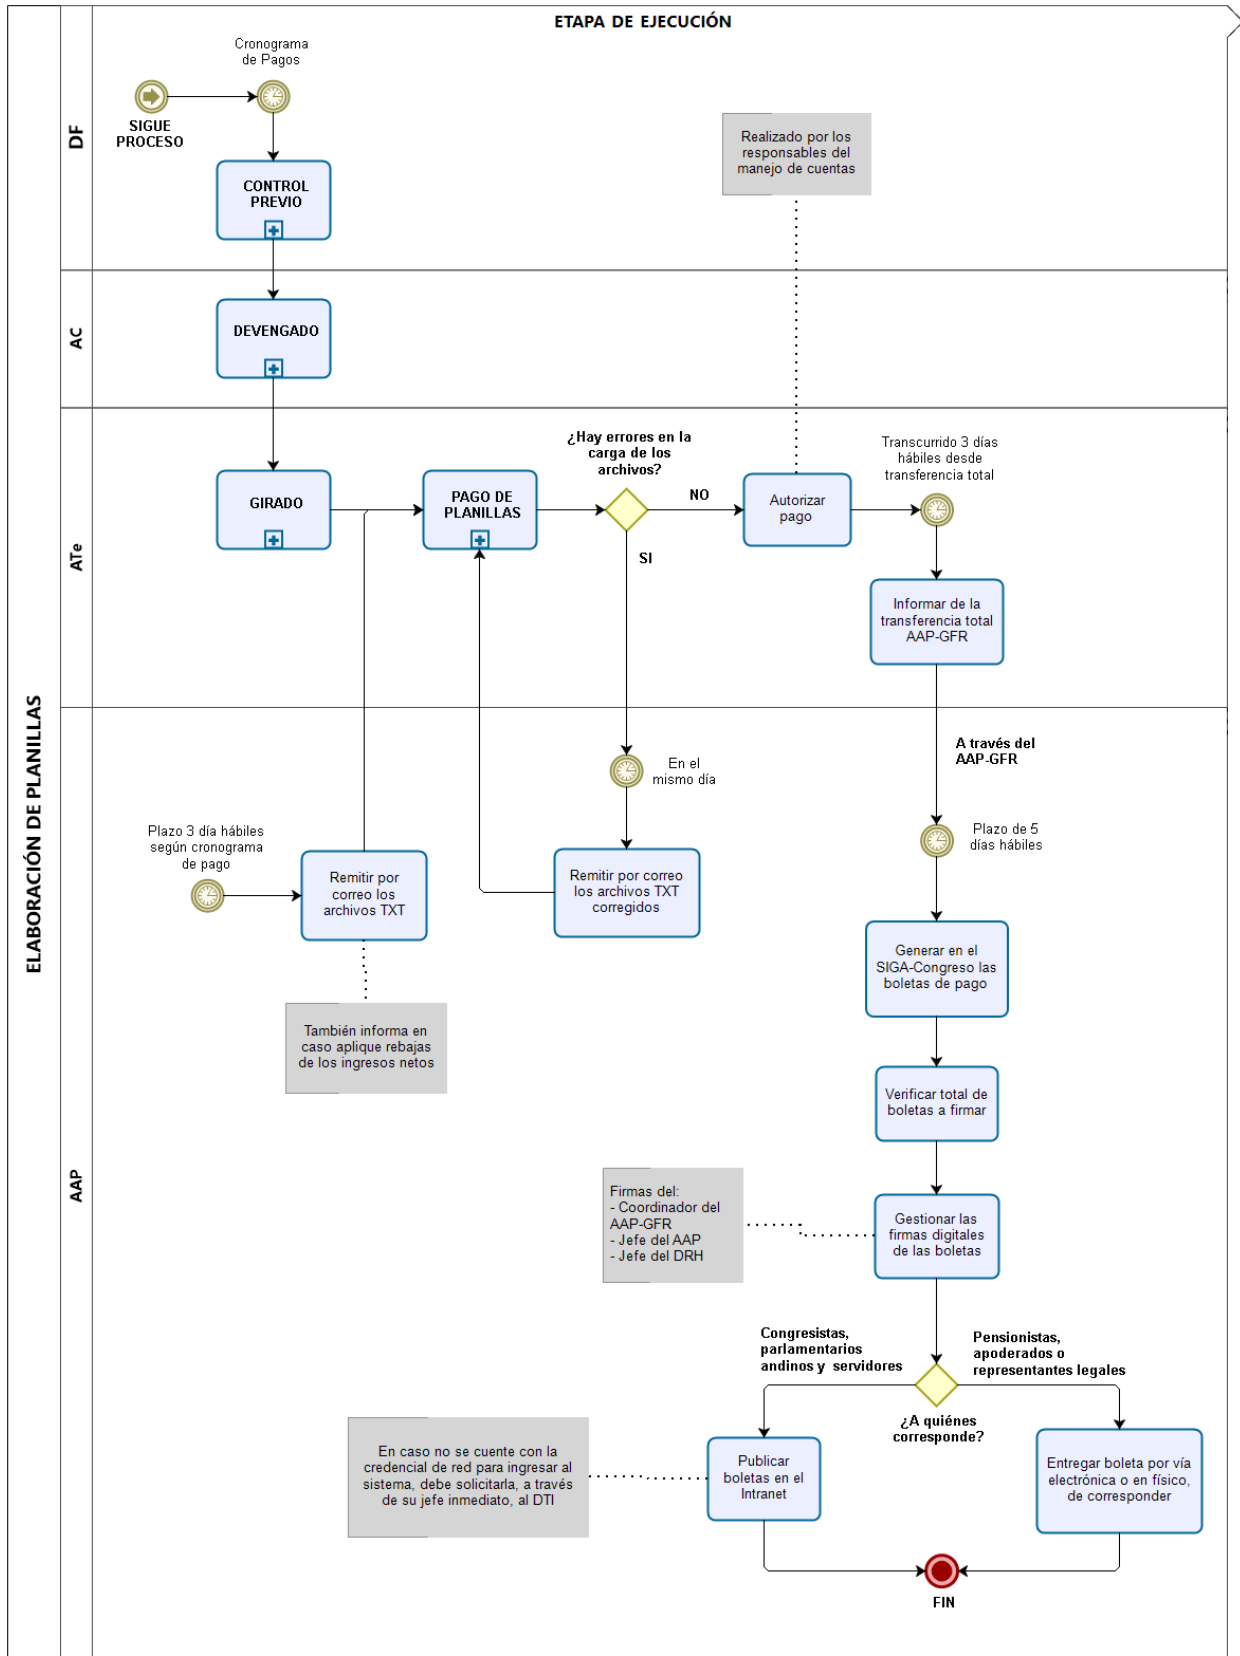 ETAPA DE EJECUCIÓN
ELABORACIÓN DE PLANILLAS
DF
Cronograma
de Pagos
SIGUE
PROCESO
CONTROL
PREVIO
Realizado por los
responsables del
manejo de cuentas
AC
DEVENGADO
ATe
GIRADO
PAGO DE
PLANILLAS
¿Hay errores en la
carga de los
archivos?
NO
SI
Autorizar
pago
Transcurrido 3 días
hábiles desde
transferencia total
Informar de la
transferencia total
AAP-GFR
AAP
A través del
AAP-GFR
En el
mismo día
Plazo de 5
días hábiles
Plazo 3 día hábiles
según cronograma
de pago
Remitir por
correo los
archivos TXT
Remitir por correo
los archivos TXT
corregidos
También informa en
caso aplique rebajas
de los ingresos netos
Generar en el
SIGA-Congreso las
boletas de pago
Verificar total de
boletas a firmar
Firmas del:
- Coordinador del
AAP-GFR
- Jefe del AAP
- Jefe del DRH
Gestionar las
firmas digitales
de las boletas
Congresistas,
parlamentarios
andinos y servidores
Pensionistas,
apoderados o
representantes legales
¿A quiénes
corresponde?
En caso no se cuente con la
credencial de red para ingresar al
sistema, debe solicitarla, a través
de su jefe inmediato, al DTI
Publicar
boletas en el
Intranet
Entregar boleta por vía
electrónica o en físico,
de corresponder
FIN